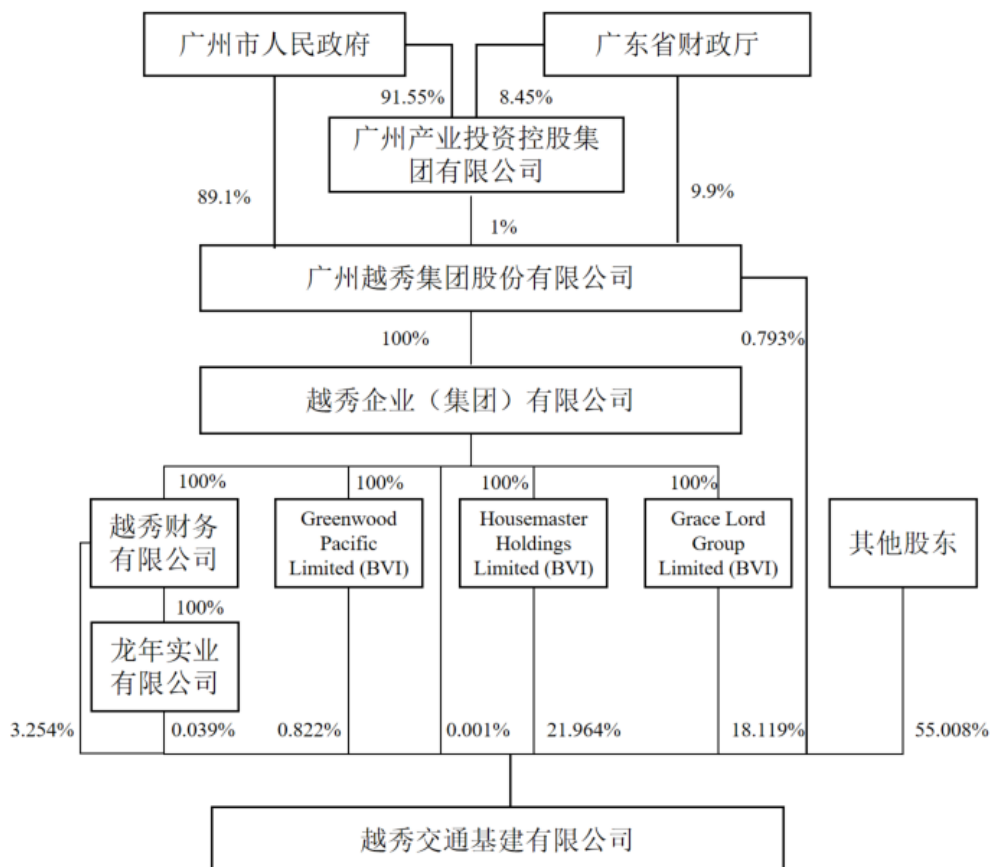 广州市人民政府
广东省财政厅
91.55%
8.45%
广州产业投资控股集
团有限公司
89.1%
9.9%
1%
广州越秀集团股份有限公司
100%
0.793%
越秀企业（集团）有限公司
100%
100%
100%
100%
越秀财务
有限公司
Greenwood
Pacific
Limited (BVI)
Housemaster
Holdings
Limited (BVI)
Grace Lord
Group
Limited (BVI)
其他股东
100%
龙年实业
有限公司
3.254%
0.039%
0.822%
0.001%
21.964%
18.119%
55.008%
越秀交通基建有限公司